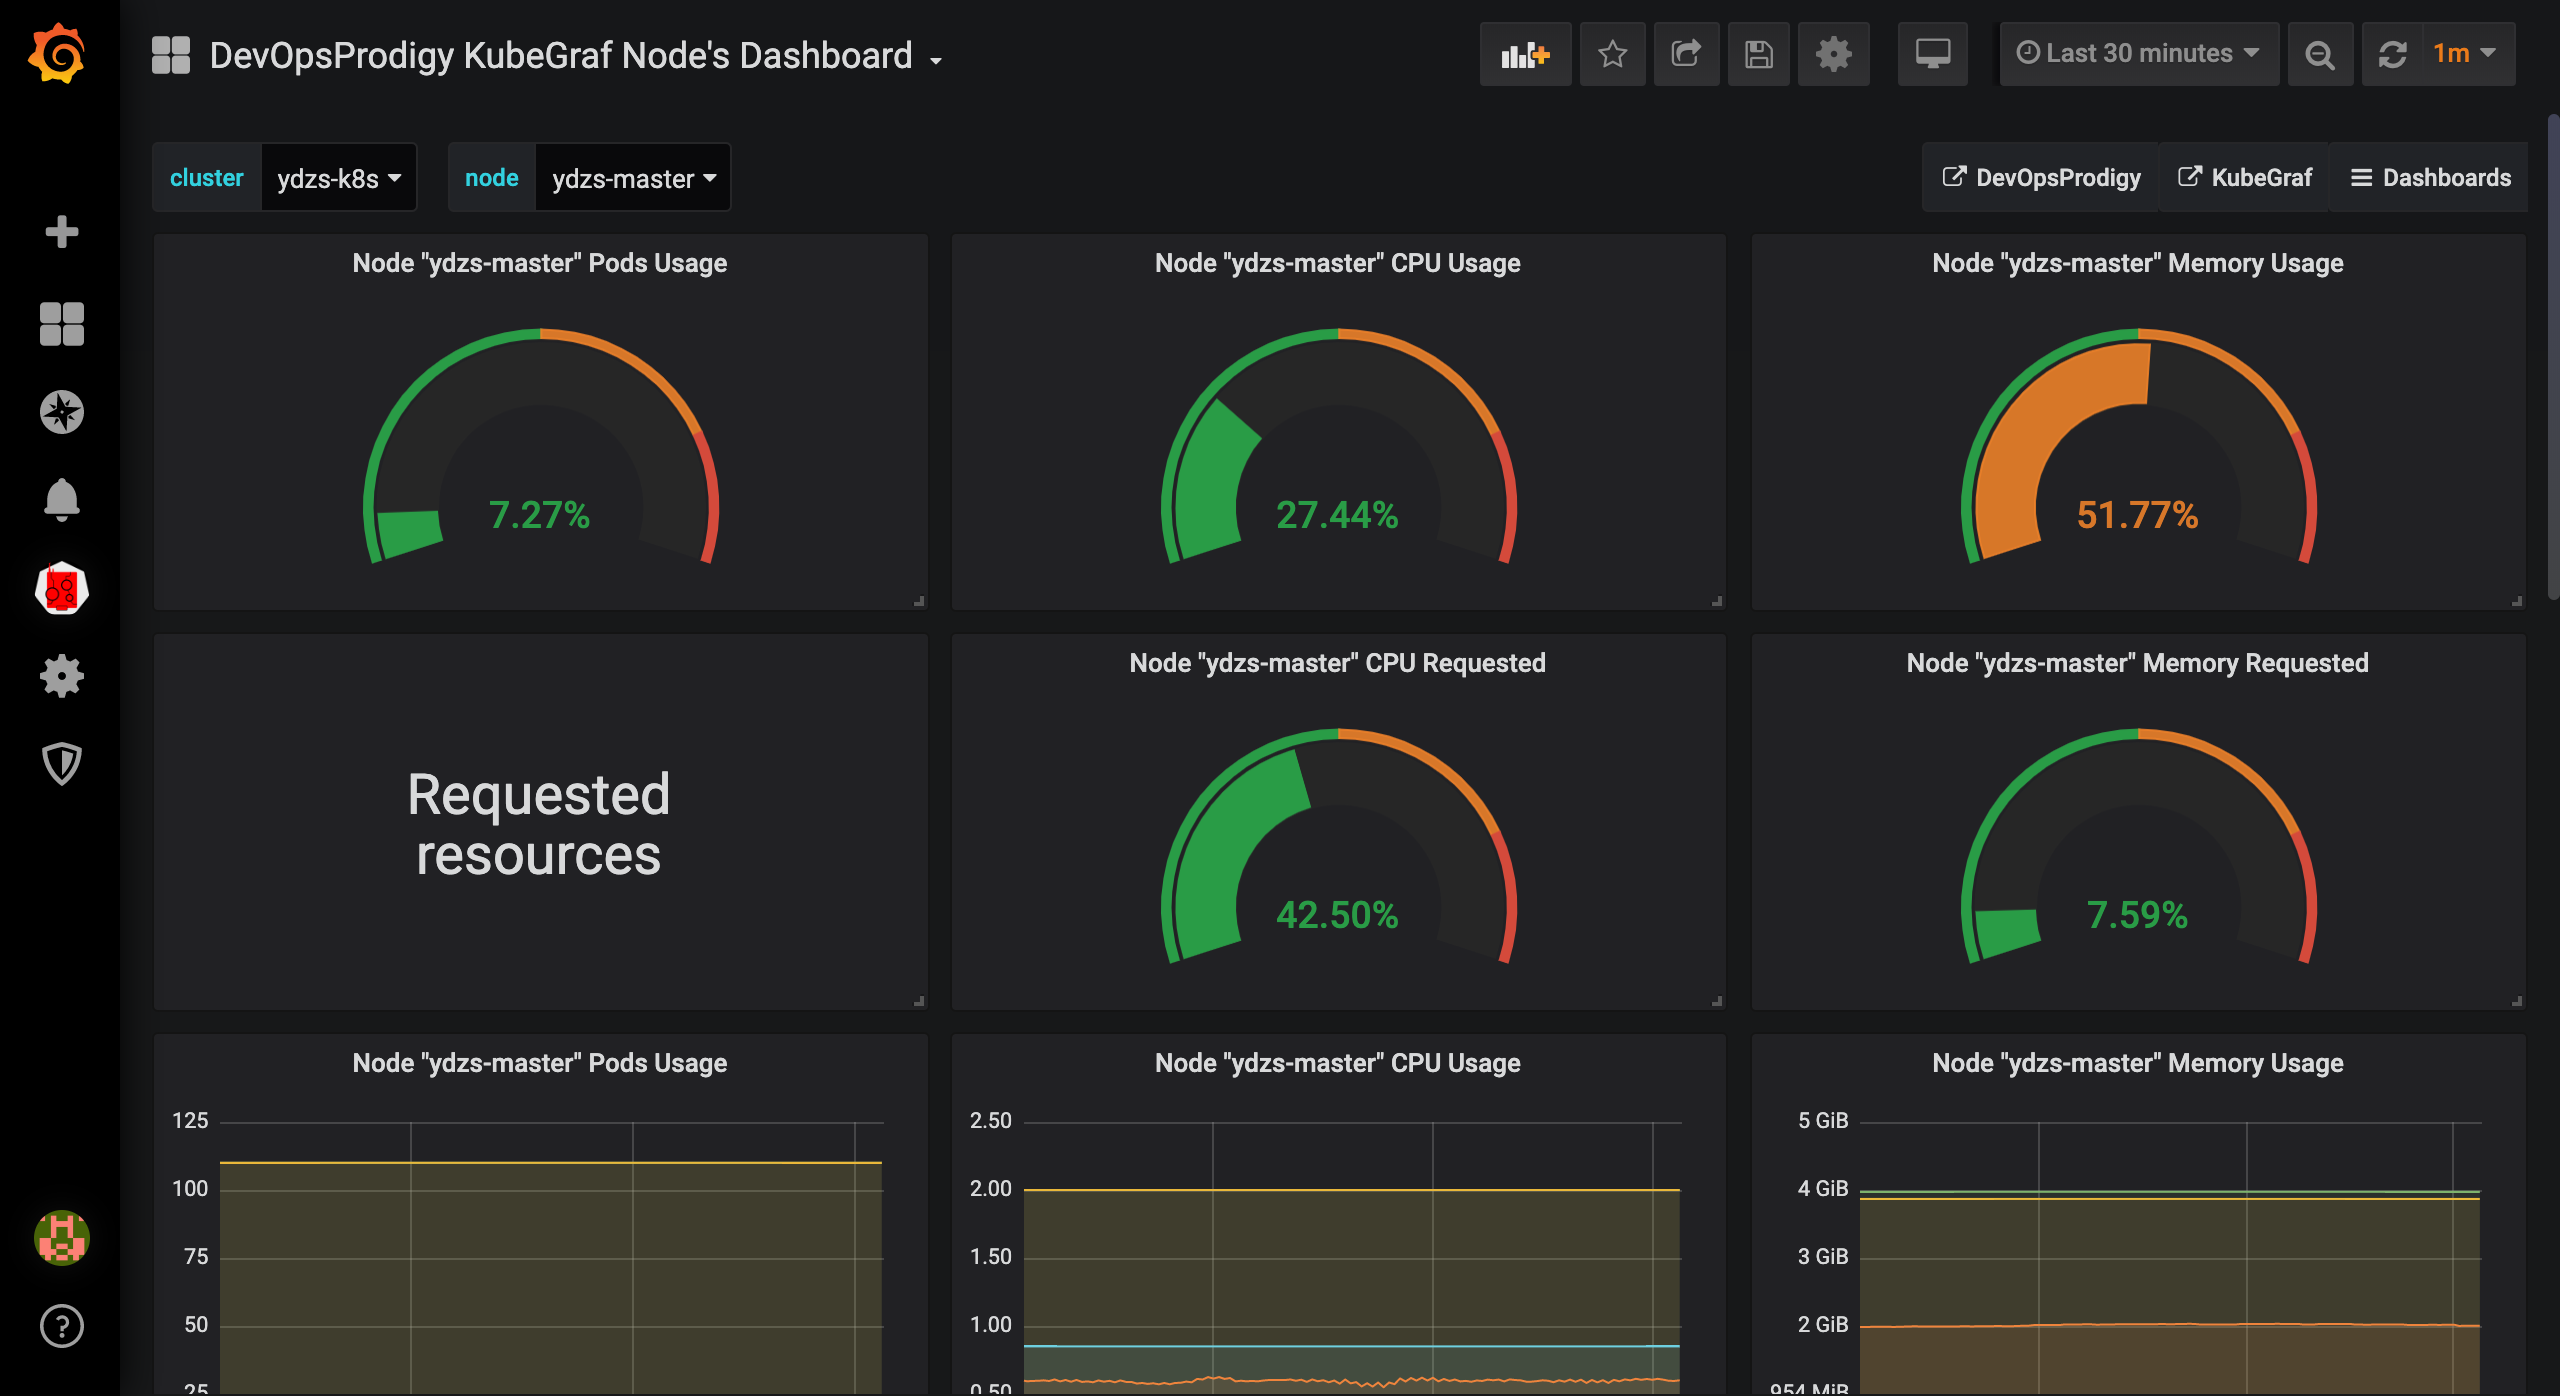 DevOpsProdigy KubeGraf Node's Dashboard
Last 30 minutes
1m
cluster
ydzs-k8s
node
ydzs-master
DevOpsProdigy
KubeGraf
Dashboards
Node "ydzs-master" Pods Usage
7.27%
Node "ydzs-master" CPU Usage
27.44%
Node "ydzs-master" Memory Usage
51.77%
Requested
resources
Node "ydzs-master" CPU Requested
42.50%
Node "ydzs-master" Memory Requested
7.59%
Node "ydzs-master" Pods Usage
125
100
75
50
25
Node "ydzs-master" CPU Usage
2.50
2.00
1.50
1.00
0.50
Node "ydzs-master" Memory Usage
5 GiB
4 GiB
3 GiB
2 GiB
954 MiB
?